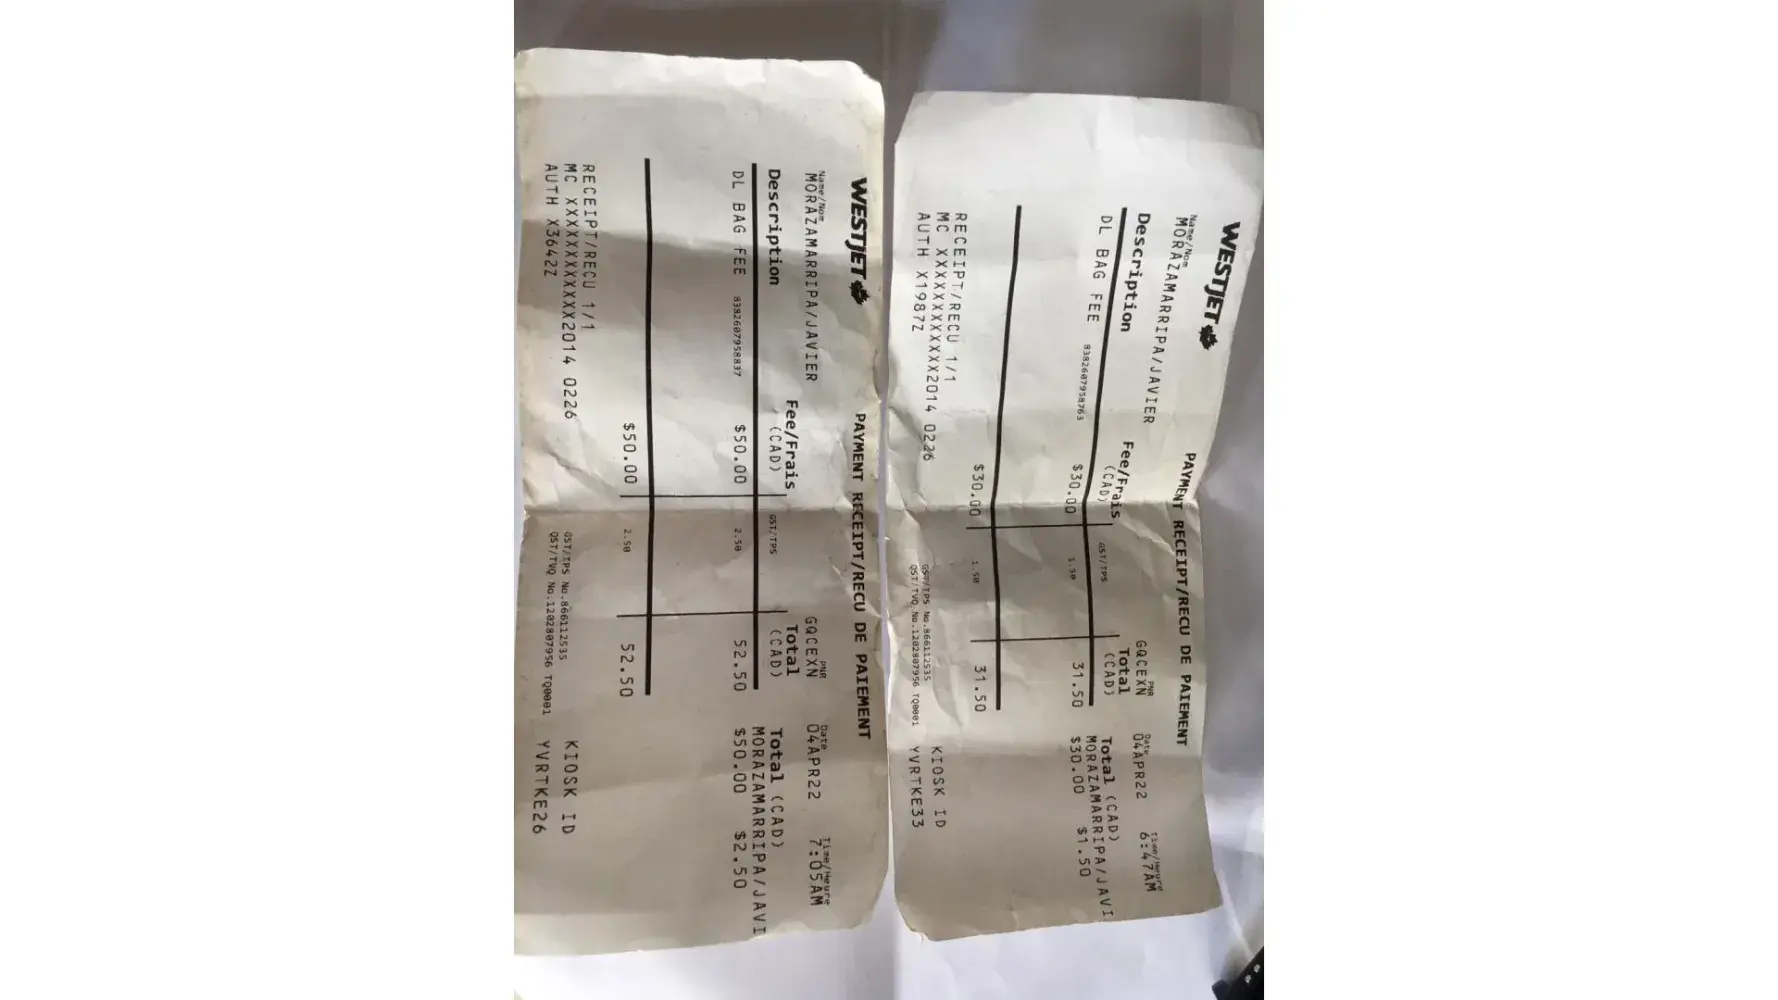 WESTJET
PAYMENT RECEIPT/RECU DE PAIEMENT
Name/Nom PNR Date Time/Heure
MORAZAMARRIPA/JAVIER GQCEXN 04APR22 6:47AM
Description Fee/Frais (CAD) GST/TPS Total (CAD) Total (CAD)
MORAZAMARRIPA/JAVI
DL BAG FEE 8382607958763 $30.00 1.50 31.50 $30.00 $1.50
$30.00 1.50 31.50
RECEIPT/RECU 1/1
MC XXXXXXXXXXXX2014 0226
AUTH X1987Z
GST/TPS No.866112535
QST/TVQ No.1202807956 TQ0001
KIOSK ID
YVRTKE33
WESTJET
PAYMENT RECEIPT/RECU DE PAIEMENT
Name/Nom PNR Date Time/Heure
MORAZAMARRIPA/JAVIER GQCEXN 04APR22 7:05AM
Description Fee/Frais (CAD) GST/TPS Total (CAD) Total (CAD)
MORAZAMARRIPA/JAVI
DL BAG FEE 8382607958837 $50.00 2.50 52.50 $50.00 $2.50
$50.00 2.50 52.50
RECEIPT/RECU 1/1
MC XXXXXXXXXXXX2014 0226
AUTH X3642Z
GST/TPS No.866112535
QST/TVQ No.1202807956 TQ0001
KIOSK ID
YVRTKE26